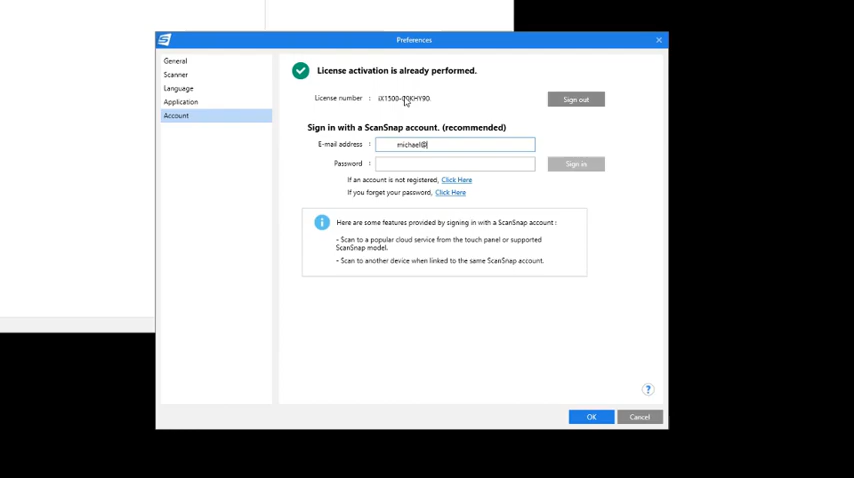 Preferences
General
Scanner
Language
Application
Account
License activation is already performed.
License number : iX1500-
Sign out
Sign in with a ScanSnap account. (recommended)
E-mail address : michael@
Password :
Sign in
If an account is not registered, Click Here
If you forget your password, Click Here
Here are some features provided by signing in with a ScanSnap account :
- Scan to a popular cloud service from the touch panel or supported
ScanSnap model.
- Scan to another device when linked to the same ScanSnap account.
?
OK
Cancel